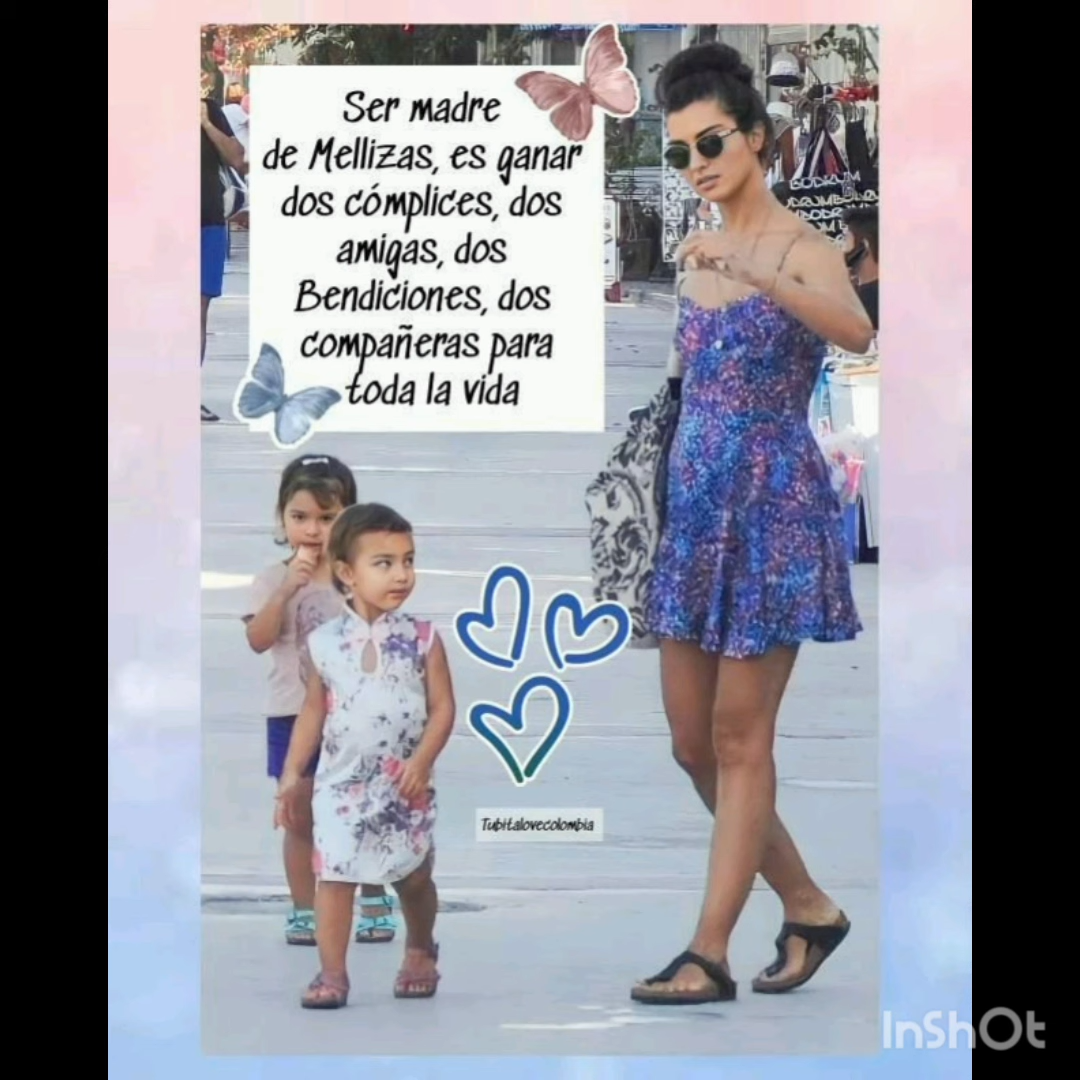 Ser madre
de Mellizas, es ganar
dos cómplices, dos
amigas, dos
Bendiciones, dos
compañeras para
toda la vida
BODRUM
Tubitalovecolombia
InShOt